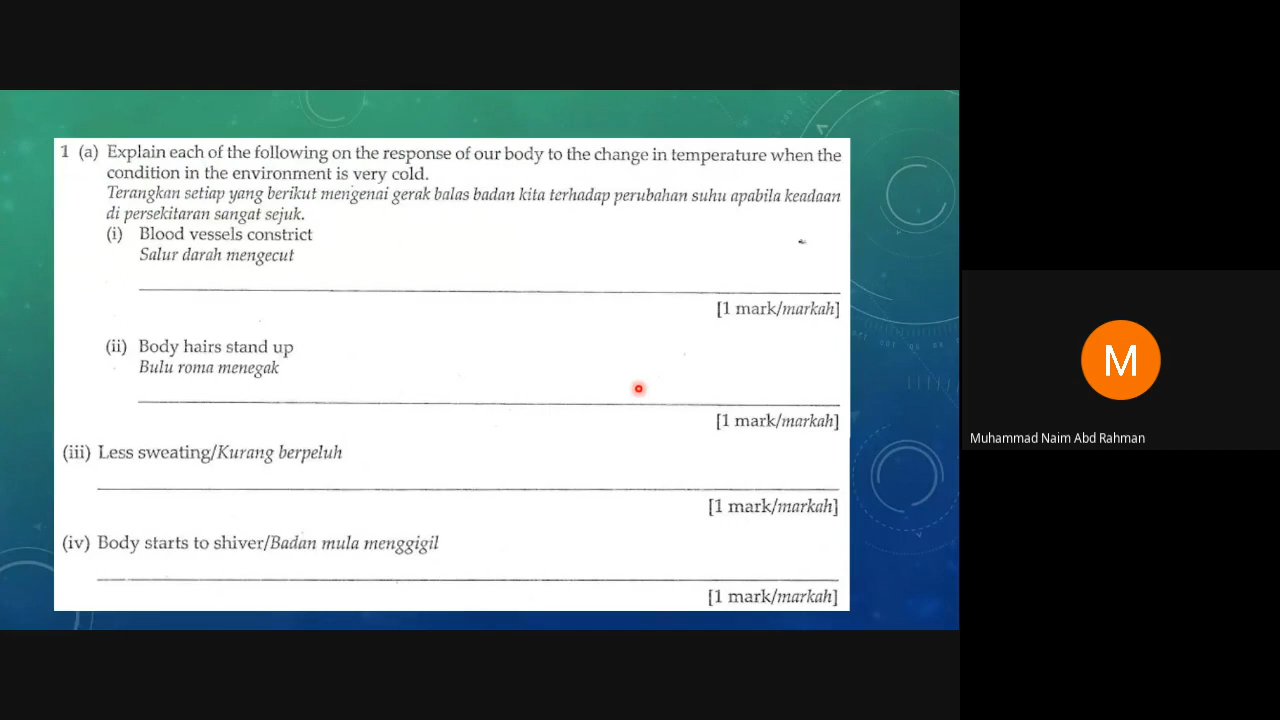 1 (a) Explain each of the following on the response of our body to the change in temperature when the
condition in the environment is very cold.
Terangkan setiap yang berikut mengenai gerak balas badan kita terhadap perubahan suhu apabila keadaan
di persekitaran sangat sejuk.
(i) Blood vessels constrict
Salur darah mengecut
[1 mark/markah]
(ii) Body hairs stand up
Bulu roma menegak
[1 mark/markah]
(iii) Less sweating/Kurang berpeluh
[1 mark/markah]
(iv) Body starts to shiver/Badan mula menggigil
[1 mark/markah]
M
Muhammad Naim Abd Rahman